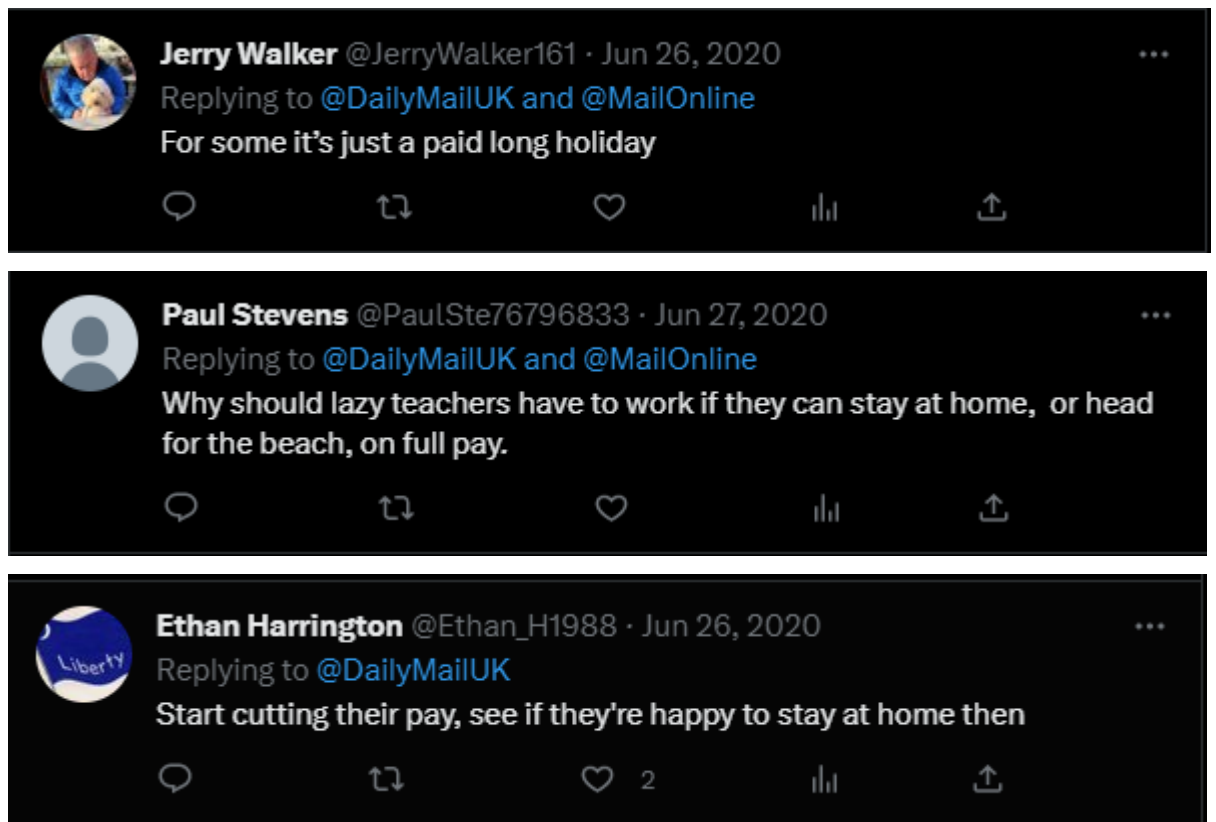 Jerry Walker @JerryWalker161 · Jun 26, 2020
Replying to @DailyMailUK and @MailOnline
For some it’s just a paid long holiday
Paul Stevens @PaulSte76796833 · Jun 27, 2020
Replying to @DailyMailUK and @MailOnline
Why should lazy teachers have to work if they can stay at home,  or head
for the beach, on full pay.
Liberty
Ethan Harrington @Ethan_H1988 · Jun 26, 2020
Replying to @DailyMailUK
Start cutting their pay, see if they're happy to stay at home then
2